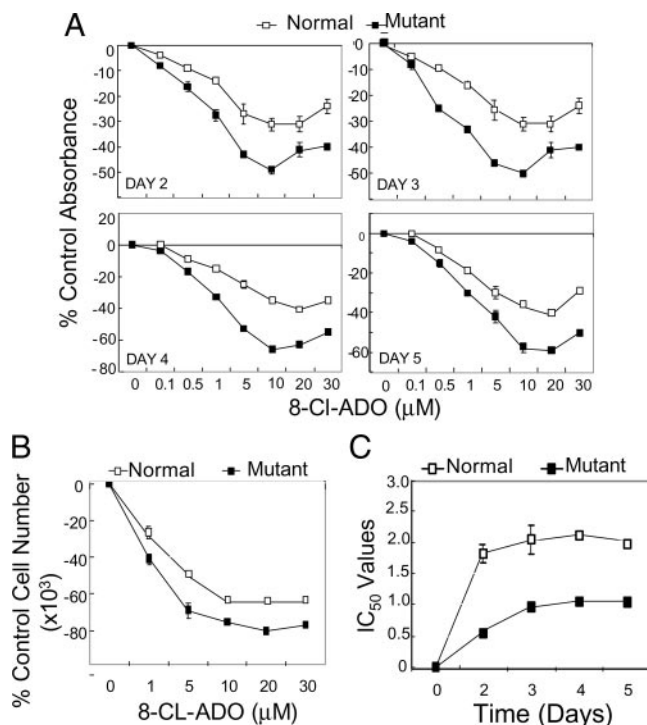 A
Normal Mutant
% Control Absorbance
0
-10
-20
-30
-40
-50
DAY 2
0
-10
-20
-30
-40
-50
DAY 3
20
0
-20
-40
-60
-80
DAY 4
0 0.1 0.5 1 5 10 20 30
0
-20
-40
-60
DAY 5
0 0.1 0.5 1 5 10 20 30
8-Cl-ADO (μM)
B
Normal Mutant
% Control Cell Number
(x10³)
0
-20
-40
-60
-80
0 1 5 10 20 30
8-CL-ADO (μM)
C
Normal Mutant
IC50 Values
3.0
2.5
2.0
1.5
1.0
0.5
0
0 2 3 4 5
Time (Days)